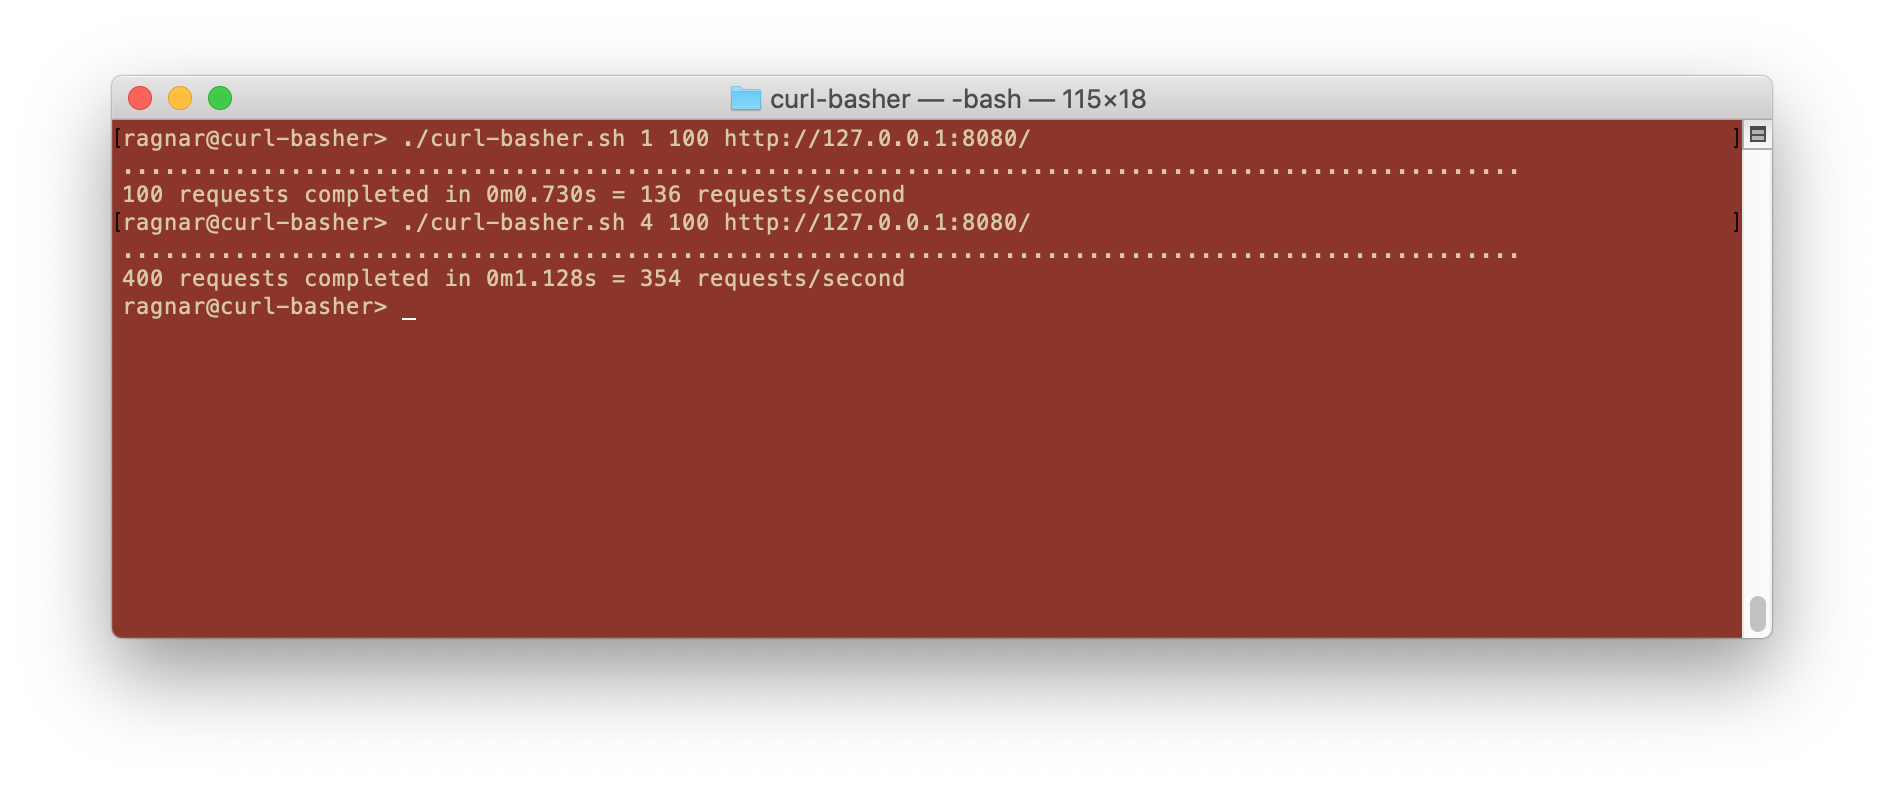 curl-basher — -bash — 115×18
[ragnar@curl-basher> ./curl-basher.sh 1 100 http://127.0.0.1:8080/ ]
....................................................................................................
100 requests completed in 0m0.730s = 136 requests/second
[ragnar@curl-basher> ./curl-basher.sh 4 100 http://127.0.0.1:8080/ ]
....................................................................................................
400 requests completed in 0m1.128s = 354 requests/second
ragnar@curl-basher> _